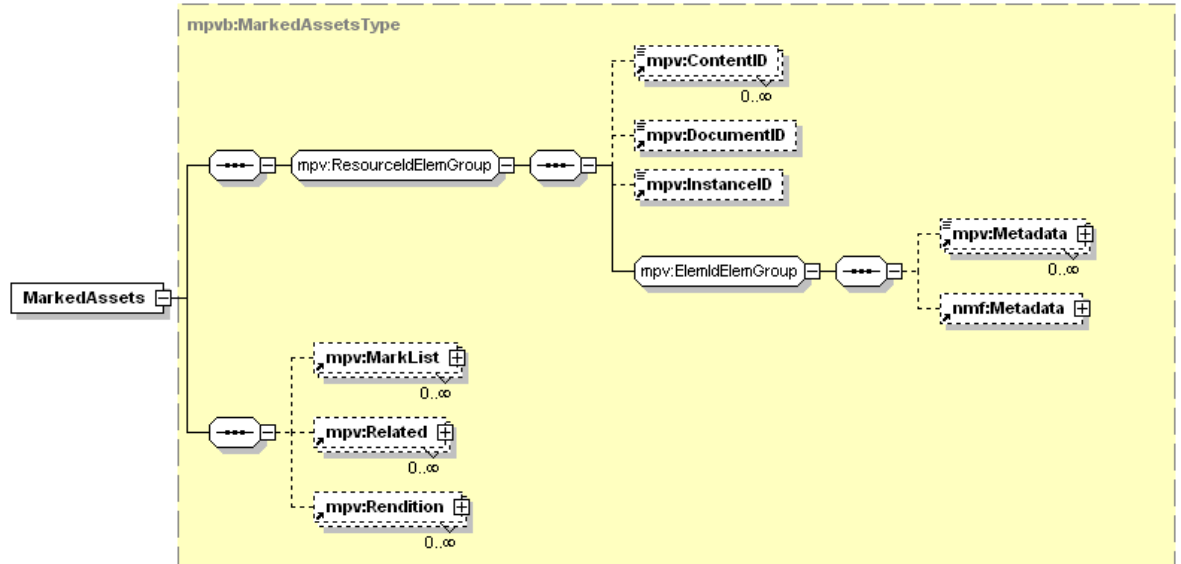 mpvb:MarkedAssetsType
mpv:ContentID
0..∞
mpv:DocumentID
mpv:ResourceIdElemGroup
mpv:InstanceID
mpv:Metadata
0..∞
mpv:ElemIdElemGroup
nmf:Metadata
MarkedAssets
mpv:MarkList
0..∞
mpv:Related
0..∞
mpv:Rendition
0..∞